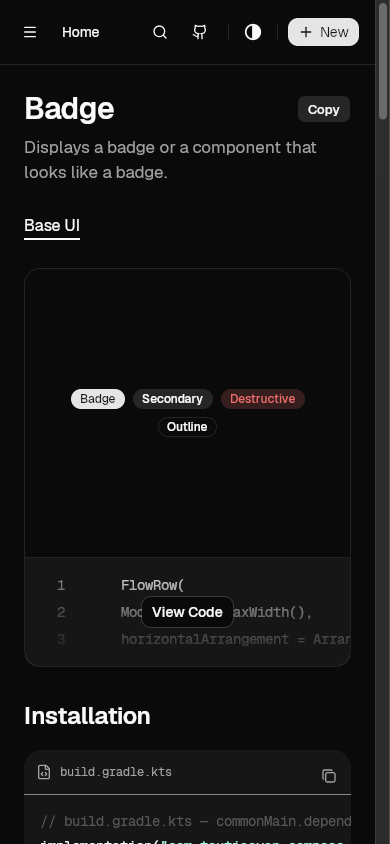 Home
New
Badge
Copy
Displays a badge or a component that
looks like a badge.
Base UI
Badge Secondary Destructive
Outline
1 FlowRow(
2 axWidth(),
View Code
3 horizontalArrangement = Arran
Installation
build.gradle.kts
// build.gradle.kts — commonMain.depend